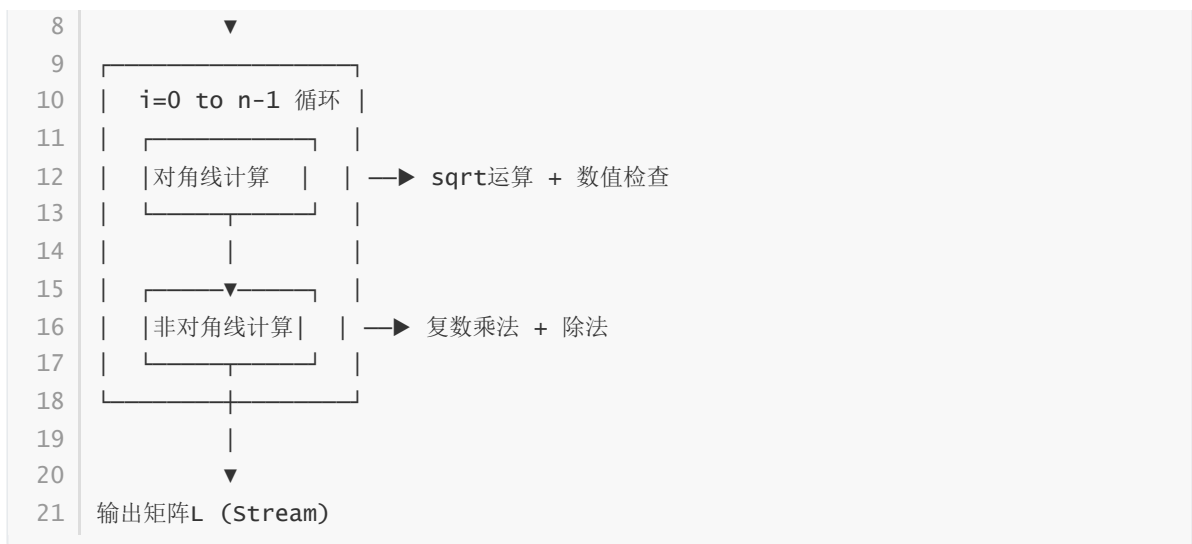 8 ▼
9 ┌─────────────────┐
10 │ i=0 to n-1 循环 │
11 │ ┌───────────┐ │
12 │ │对角线计算 │ │ ──▶ sqrt运算 + 数值检查
13 │ └─────┬─────┘ │
14 │ │ │
15 │ ┌─────▼─────┐ │
16 │ │非对角线计算│ │ ──▶ 复数乘法 + 除法
17 │ └─────┬─────┘ │
18 └────────┼────────┘
19 │
20 ▼
21 输出矩阵L (Stream)